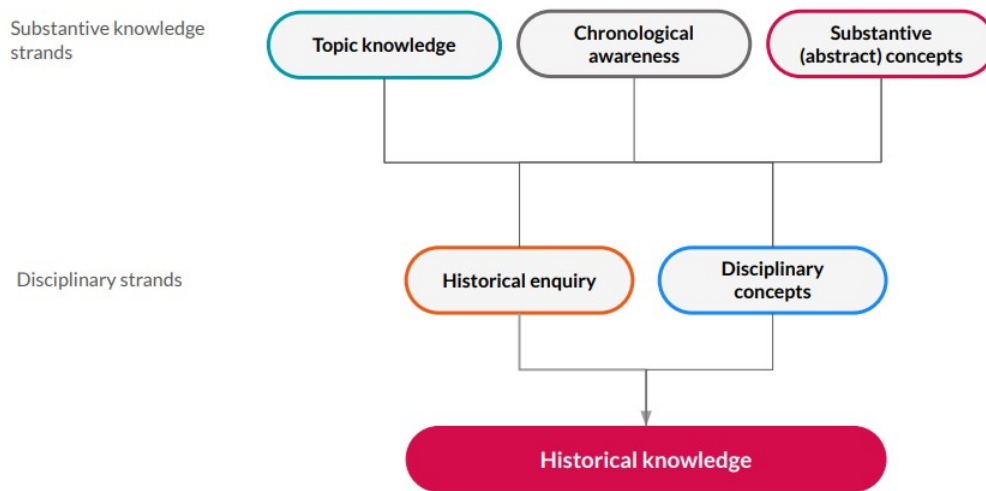 Substantive knowledge
strands
Topic knowledge
Chronological
awareness
Substantive
(abstract) concepts
Disciplinary strands
Historical enquiry
Disciplinary
concepts
Historical knowledge